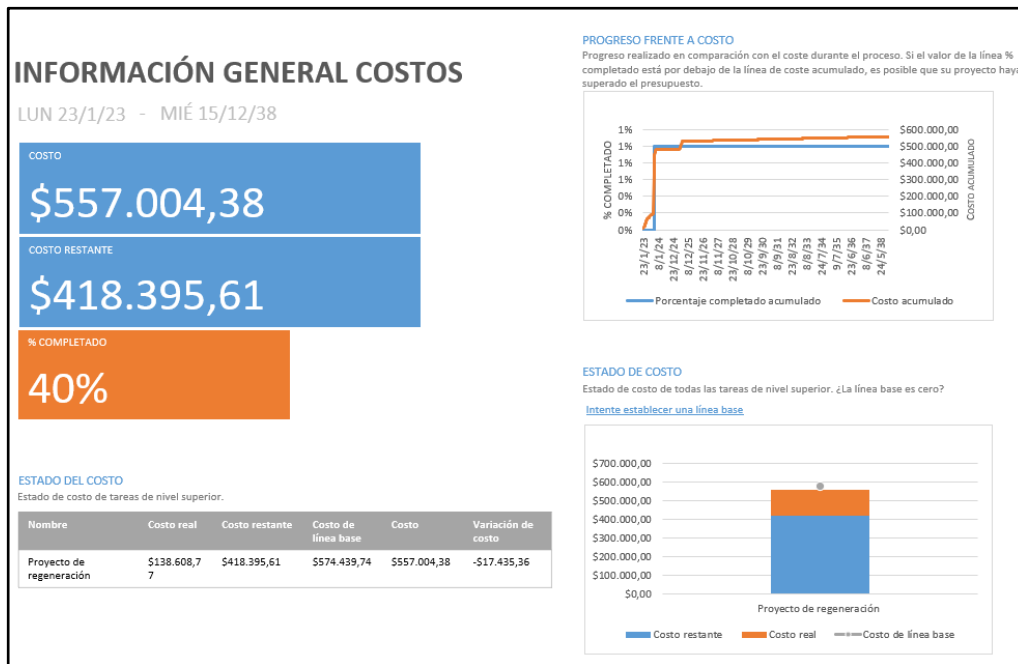 INFORMACIÓN GENERAL COSTOS
LUN 23/1/23 - MIÉ 15/12/38
COSTO
$557.004,38
COSTO RESTANTE
$418.395,61
% COMPLETADO
40%
ESTADO DEL COSTO
Estado de costo de tareas de nivel superior.
Nombre Costo real Costo restante Costo de Costo Variación de
línea base costo
Proyecto de $138.608,7 $418.395,61 $574.439,74 $557.004,38 -$17.435,36
regeneración 7
PROGRESO FRENTE A COSTO
Progreso realizado en comparación con el coste durante el proceso. Si el valor de la línea %
completado está por debajo de la línea de coste acumulado, es posible que su proyecto haya
superado el presupuesto.
% COMPLETADO
1%
1%
1%
1%
0%
0%
0%
$600.000,00
$500.000,00
$400.000,00
$300.000,00
$200.000,00
$100.000,00
$0,00
COSTO ACUMULADO
23/1/23
8/1/24
23/12/24
8/12/25
23/11/26
8/11/27
23/10/28
8/10/29
23/9/30
8/9/31
23/8/32
8/8/33
24/7/34
9/7/35
23/6/36
8/6/37
24/5/38
Porcentaje completado acumulado Costo acumulado
ESTADO DE COSTO
Estado de costo de todas las tareas de nivel superior. ¿La línea base es cero?
Intente establecer una línea base
$700.000,00
$600.000,00
$500.000,00
$400.000,00
$300.000,00
$200.000,00
$100.000,00
$0,00
Proyecto de regeneración
Costo restante Costo real Costo de línea base